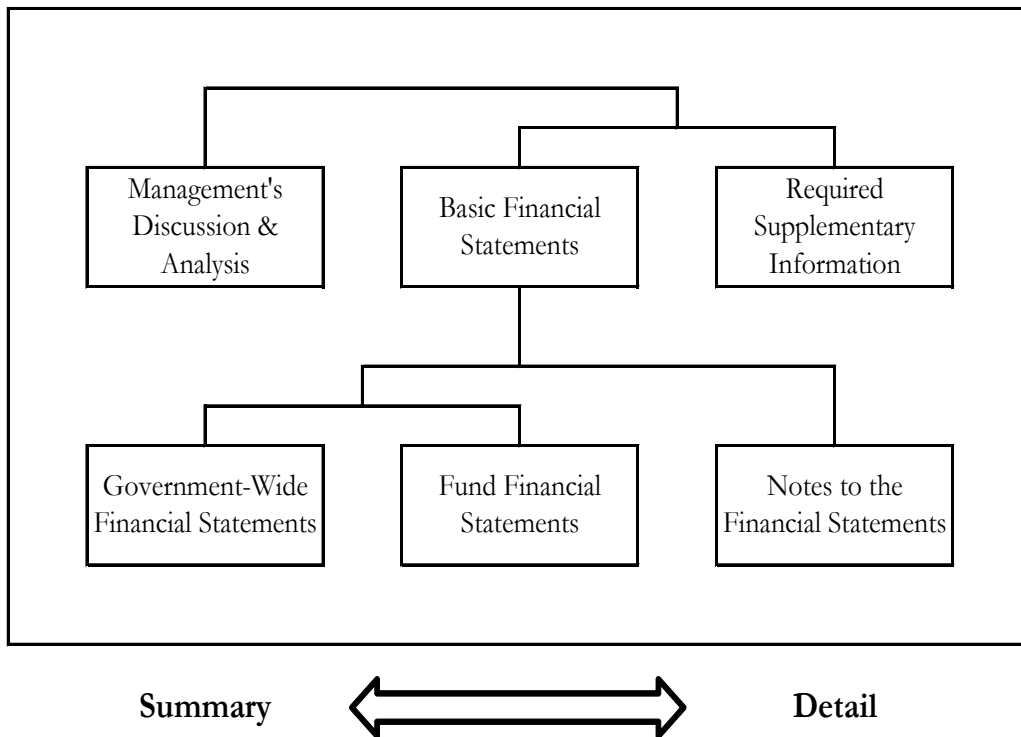 Management's
Discussion &
Analysis
Basic Financial
Statements
Required
Supplementary
Information
Government-Wide
Financial Statements
Fund Financial
Statements
Notes to the
Financial Statements
Summary
Detail